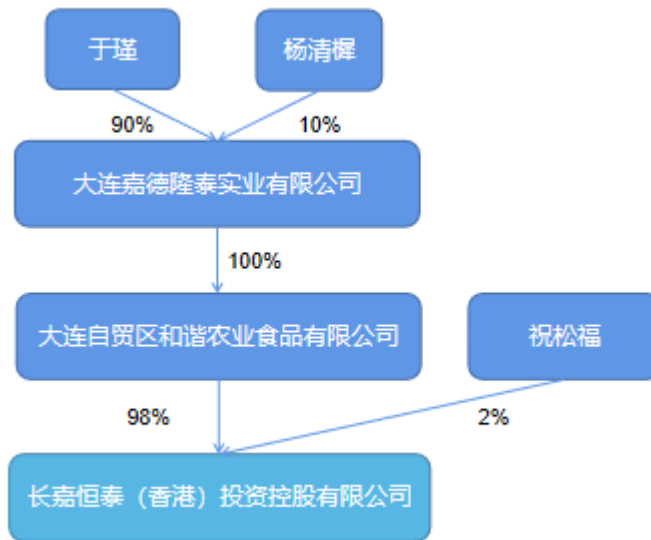 于瑾
杨清樨
90%
10%
大连嘉德隆泰实业有限公司
100%
大连自贸区和谐农业食品有限公司
祝松福
98%
2%
长嘉恒泰（香港）投资控股有限公司